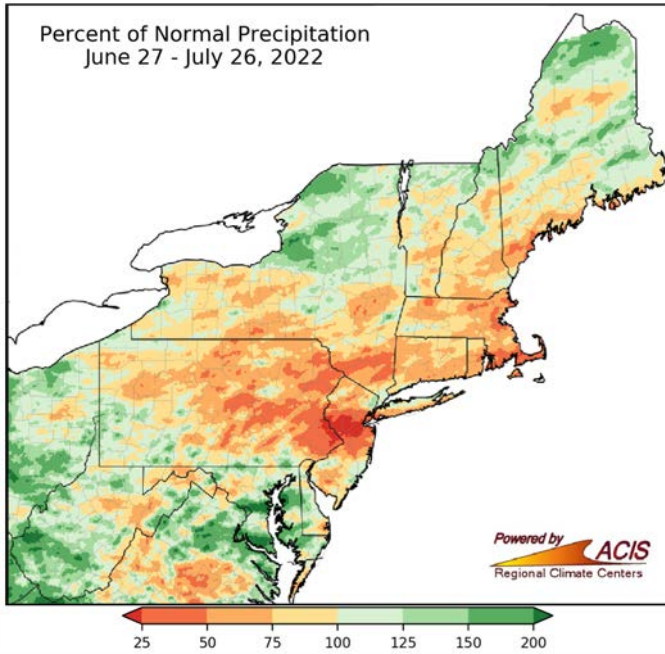 Percent of Normal Precipitation
June 27 - July 26, 2022
Powered by
ACIS
Regional Climate Centers
25 50 75 100 125 150 200